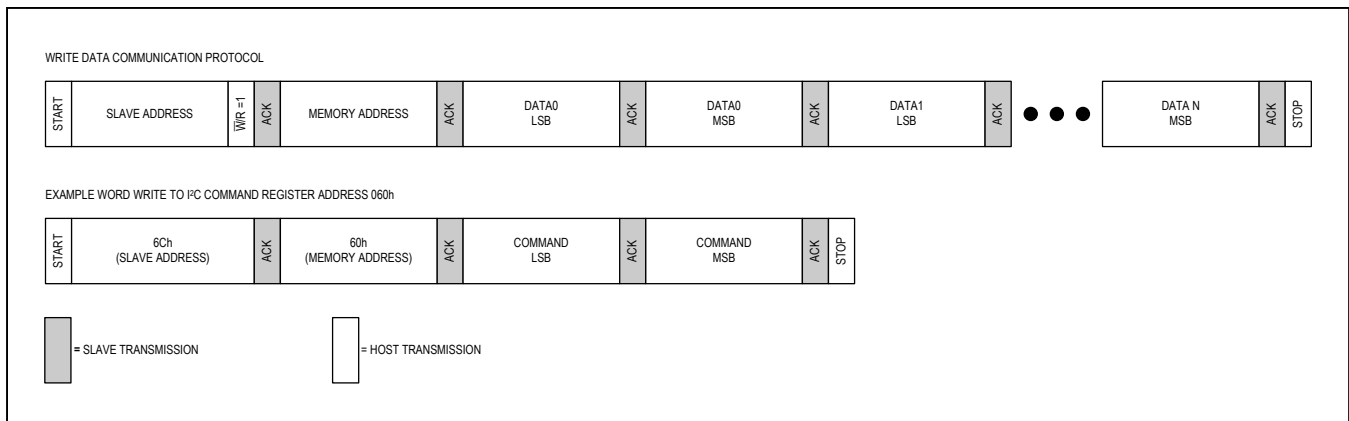 WRITE DATA COMMUNICATION PROTOCOL
START
SLAVE ADDRESS
W̅/R =1
ACK
MEMORY ADDRESS
ACK
DATA0
LSB
ACK
DATA0
MSB
ACK
DATA1
LSB
ACK
DATA N
MSB
ACK
STOP
EXAMPLE WORD WRITE TO I²C COMMAND REGISTER ADDRESS 060h
START
6Ch
(SLAVE ADDRESS)
ACK
60h
(MEMORY ADDRESS)
ACK
COMMAND
LSB
ACK
COMMAND
MSB
ACK
STOP
= SLAVE TRANSMISSION
= HOST TRANSMISSION